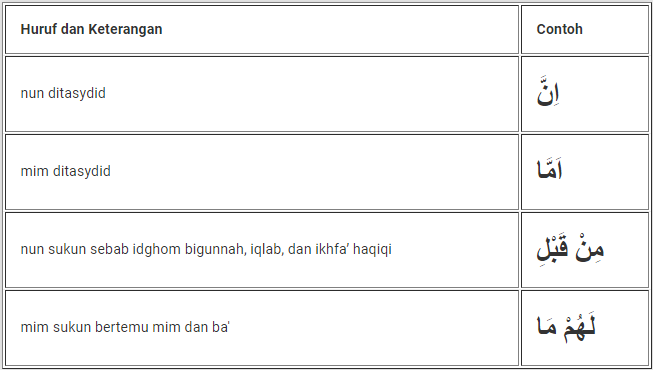 Huruf dan Keterangan Contoh
nun ditasydid اِنَّ
mim ditasydid اَمَّا
nun sukun sebab idghom bigunnah, iqlab, dan ikhfa’ haqiqi مِنْ قَبْلِ
mim sukun bertemu mim dan ba' لَهُمْ مَا